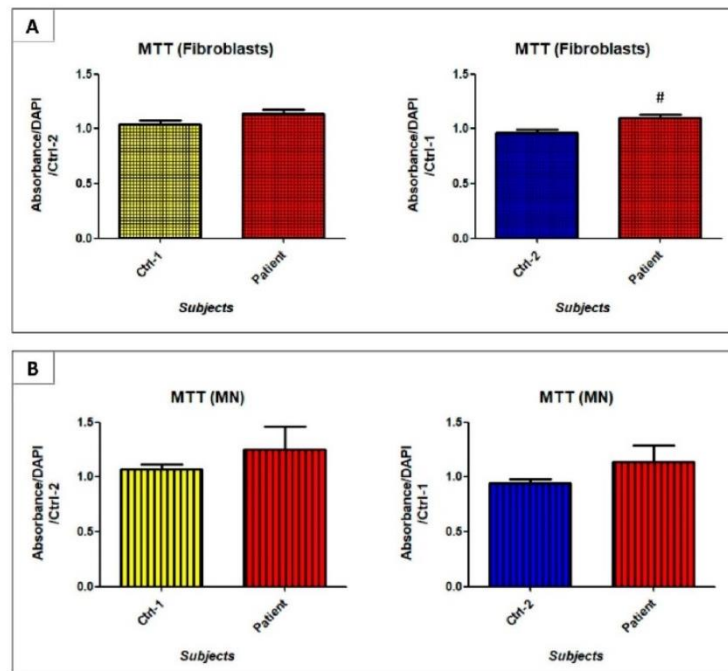 A
MTT (Fibroblasts)
Absorbance/DAPI
/Ctrl-2
1.5
1.0
0.5
0.0
Ctrl-1
Patient
Subjects
MTT (Fibroblasts)
Absorbance/DAPI
/Ctrl-1
1.5
1.0
0.5
0.0
#
Ctrl-2
Patient
Subjects
B
MTT (MN)
Absorbance/DAPI
/Ctrl-2
1.5
1.0
0.5
0.0
Ctrl-1
Patient
Subjects
MTT (MN)
Absorbance/DAPI
/Ctrl-1
1.5
1.0
0.5
0.0
Ctrl-2
Patient
Subjects